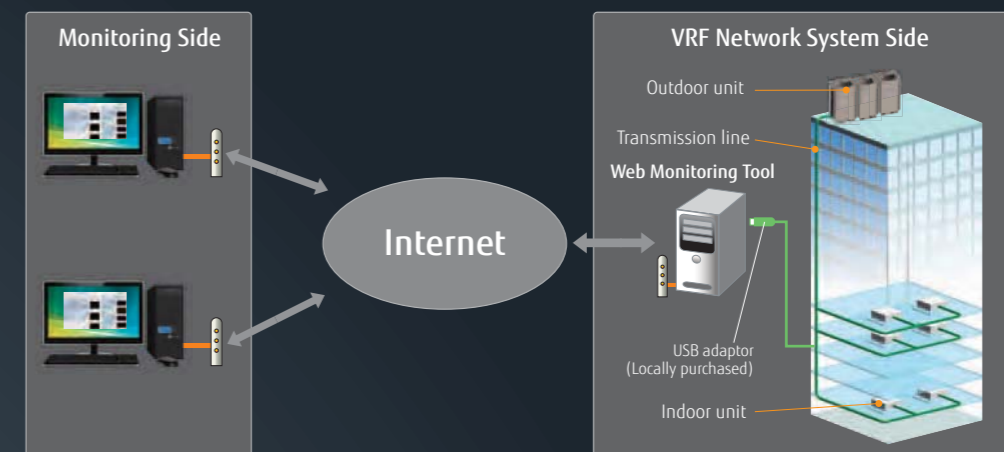 Monitoring Side
Internet
VRF Network System Side
Outdoor unit
Transmission line
Web Monitoring Tool
USB adaptor
(Locally purchased)
Indoor unit